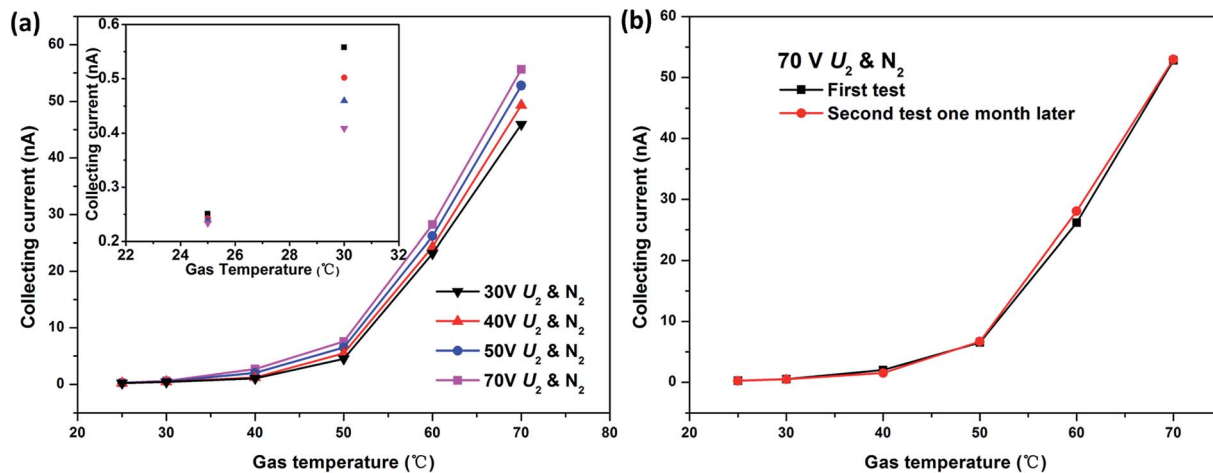 (a)
Collecting current (nA)
60
50
40
30
20
10
0
20 30 40 50 60 70 80
Gas temperature (℃)
Collecting current (nA)
0.6
0.5
0.4
0.3
0.2
22 24 26 28 30 32
Gas Temperature (℃)
30V U₂ & N₂
40V U₂ & N₂
50V U₂ & N₂
70V U₂ & N₂
(b)
Collecting current (nA)
60
50
40
30
20
10
0
20 30 40 50 60 70
Gas temperature (℃)
70 V U₂ & N₂
First test
Second test one month later